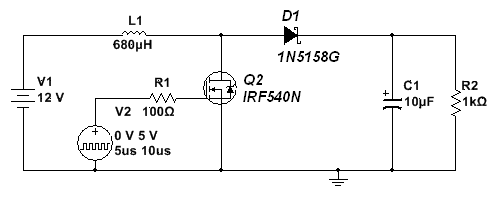 L1
680µH
D1
1N5158G
V1
12 V
V2
0 V 5 V
5us 10us
R1
100Ω
Q2
IRF540N
C1
10µF
R2
1kΩ